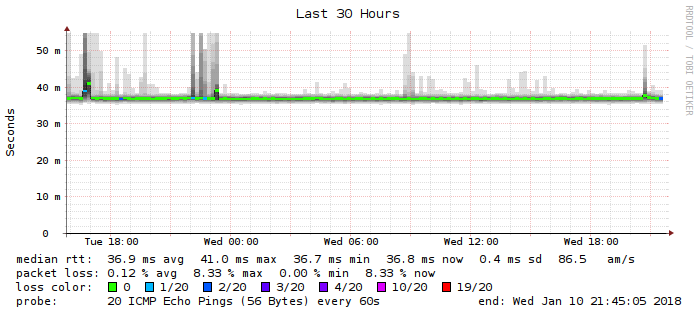 Last 30 Hours
RRDTOOL / TOBI OETIKER
Seconds
50 m
40 m
30 m
20 m
10 m
0
Tue 18:00 Wed 00:00 Wed 06:00 Wed 12:00 Wed 18:00
median rtt: 36.9 ms avg 41.0 ms max 36.7 ms min 36.8 ms now 0.4 ms sd 86.5 am/s
packet loss: 0.12 % avg 8.33 % max 0.00 % min 8.33 % now
loss color: 0 1/20 2/20 3/20 4/20 10/20 19/20
probe: 20 ICMP Echo Pings (56 Bytes) every 60s end: Wed Jan 10 21:45:05 2018